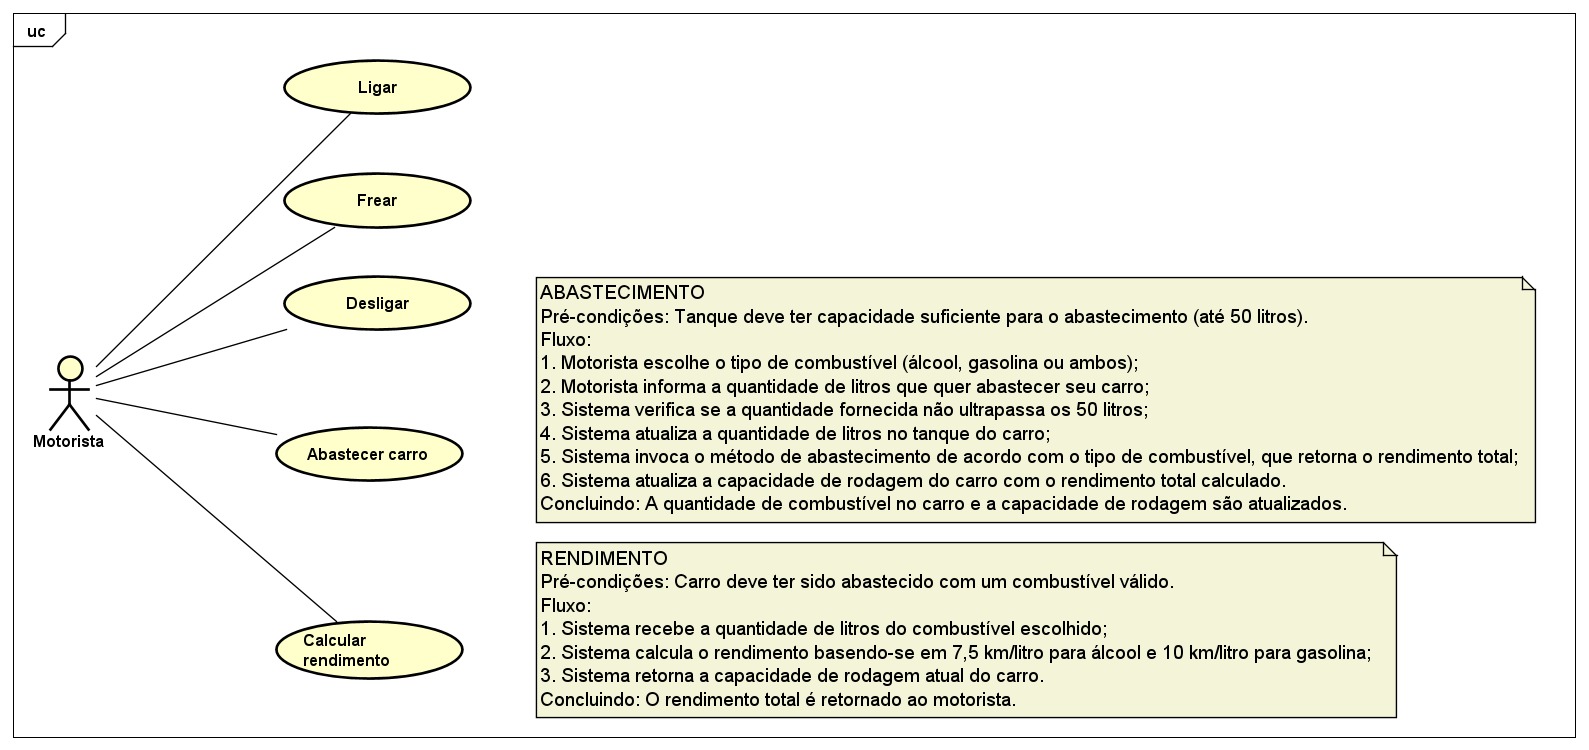 uc
Ligar
Frear
Desligar
Motorista
Abastecer carro
Calcular
rendimento
ABASTECIMENTO
Pré-condições: Tanque deve ter capacidade suficiente para o abastecimento (até 50 litros).
Fluxo:
1. Motorista escolhe o tipo de combustível (álcool, gasolina ou ambos);
2. Motorista informa a quantidade de litros que quer abastecer seu carro;
3. Sistema verifica se a quantidade fornecida não ultrapassa os 50 litros;
4. Sistema atualiza a quantidade de litros no tanque do carro;
5. Sistema invoca o método de abastecimento de acordo com o tipo de combustível, que retorna o rendimento total;
6. Sistema atualiza a capacidade de rodagem do carro com o rendimento total calculado.
Concluindo: A quantidade de combustível no carro e a capacidade de rodagem são atualizados.
RENDIMENTO
Pré-condições: Carro deve ter sido abastecido com um combustível válido.
Fluxo:
1. Sistema recebe a quantidade de litros do combustível escolhido;
2. Sistema calcula o rendimento basendo-se em 7,5 km/litro para álcool e 10 km/litro para gasolina;
3. Sistema retorna a capacidade de rodagem atual do carro.
Concluindo: O rendimento total é retornado ao motorista.